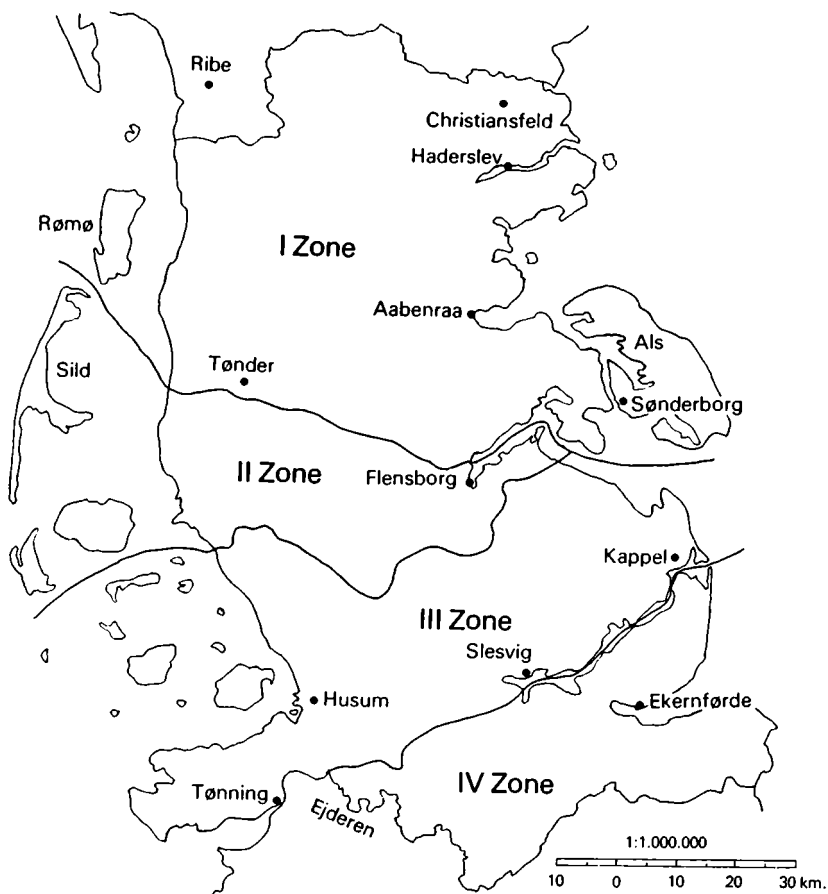 Ribe
Christiansfeld
Haderslev
Rømø
I Zone
Aabenraa
Als
Sild
Tønder
Sønderborg
II Zone
Flensborg
Kappel
III Zone
Slesvig
Husum
Ekernførde
IV Zone
Tønning
Ejderen
1:1.000.000
10 0 10 20 30 km.